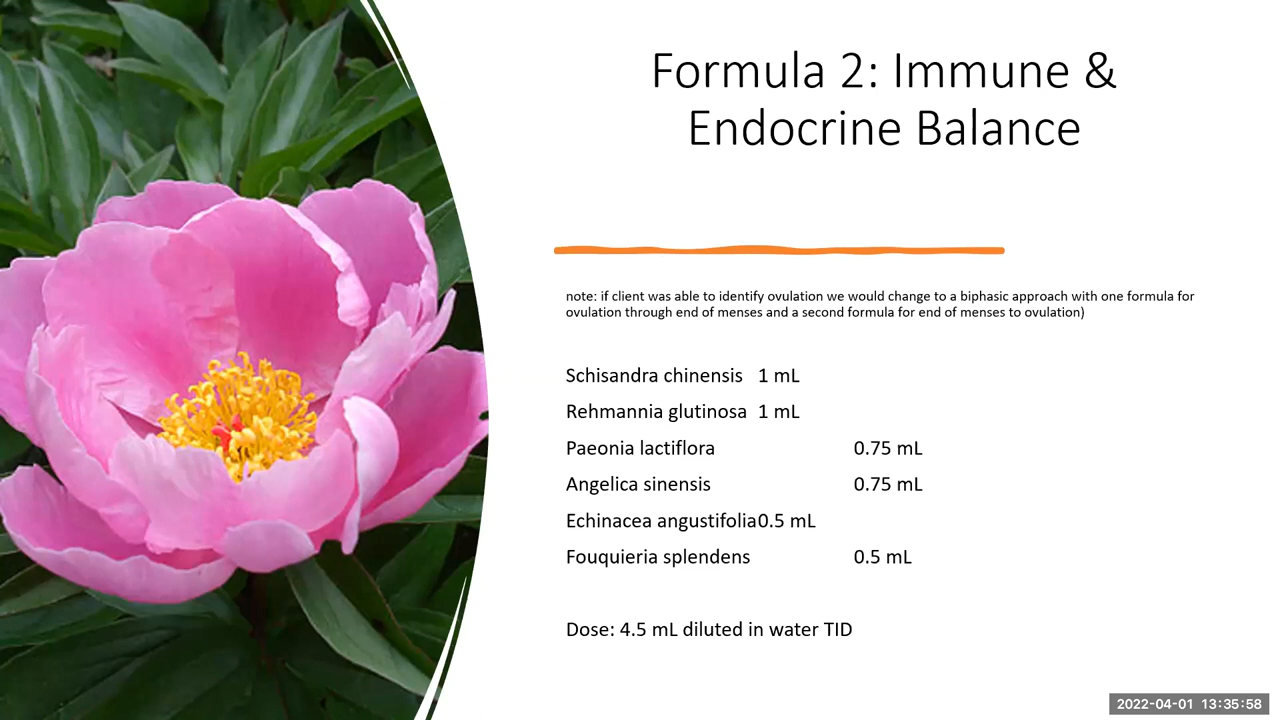 Formula 2: Immune &
Endocrine Balance
note: if client was able to identify ovulation we would change to a biphasic approach with one formula for
ovulation through end of menses and a second formula for end of menses to ovulation)
Schisandra chinensis 1 mL
Rehmannia glutinosa 1 mL
Paeonia lactiflora 0.75 mL
Angelica sinensis 0.75 mL
Echinacea angustifolia0.5 mL
Fouquieria splendens 0.5 mL
Dose: 4.5 mL diluted in water TID
2022-04-01 13:35:58